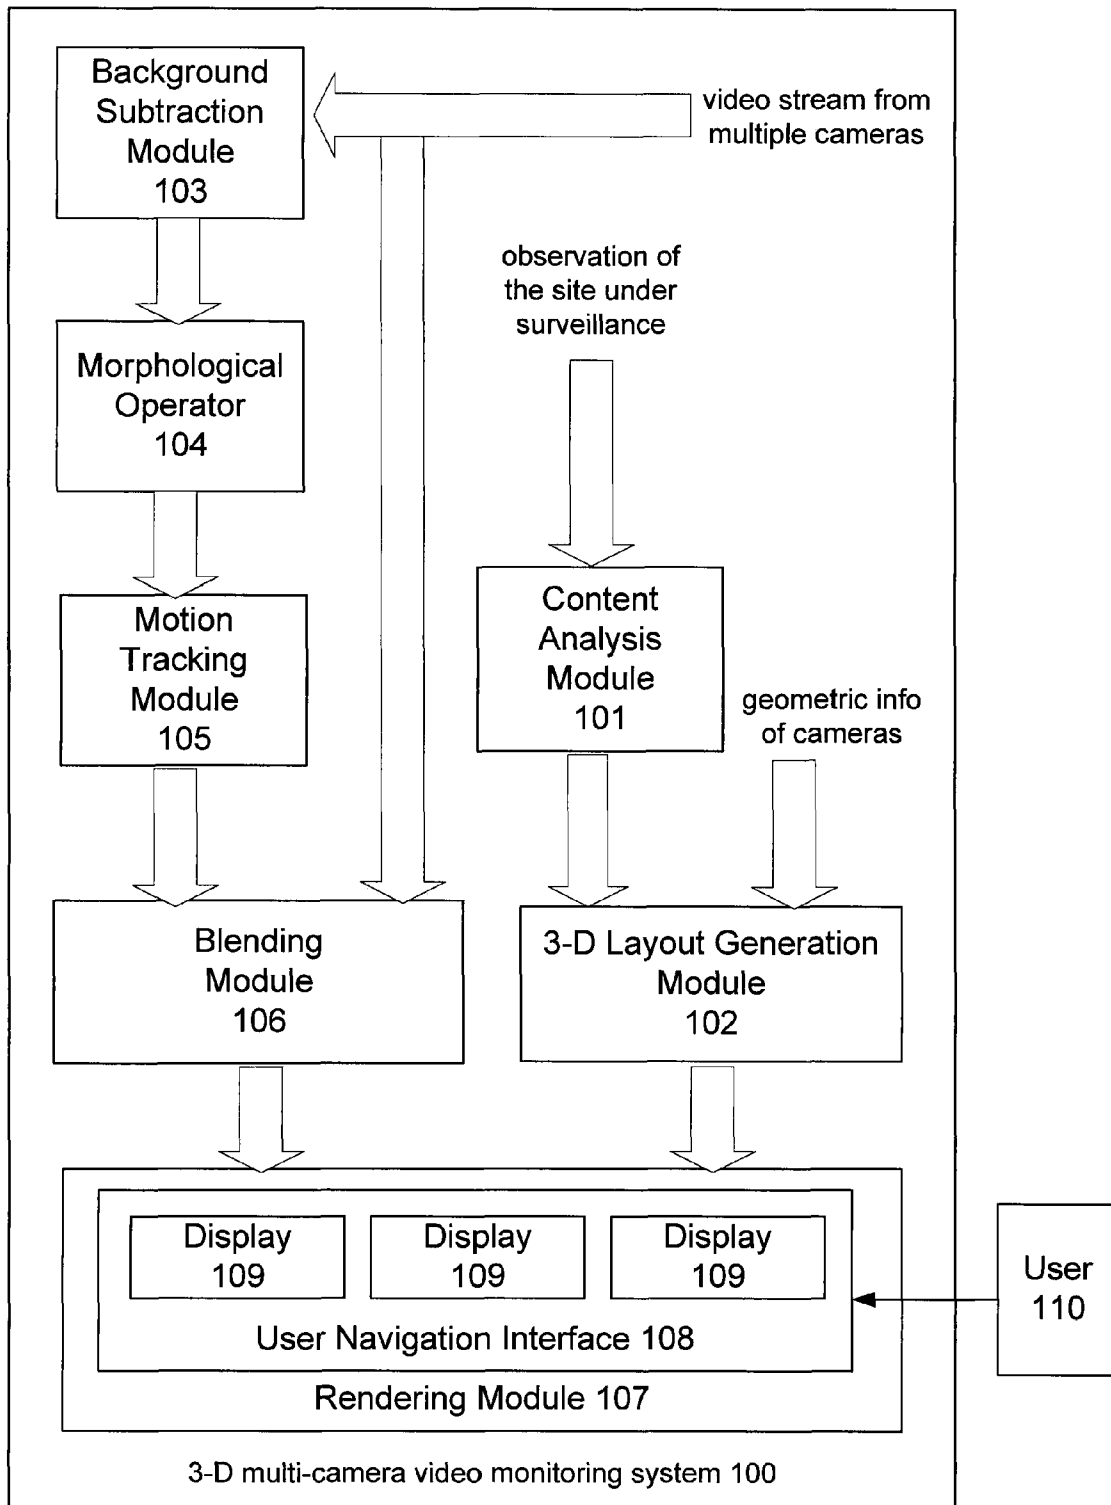 Background
Subtraction
Module
103
video stream from
multiple cameras
observation of
the site under
surveillance
Morphological
Operator
104
Content
Analysis
Module
101
Motion
Tracking
Module
105
geometric info
of cameras
Blending
Module
106
3-D Layout Generation
Module
102
Display
109
Display
109
Display
109
User Navigation Interface 108
Rendering Module 107
User
110
3-D multi-camera video monitoring system 100